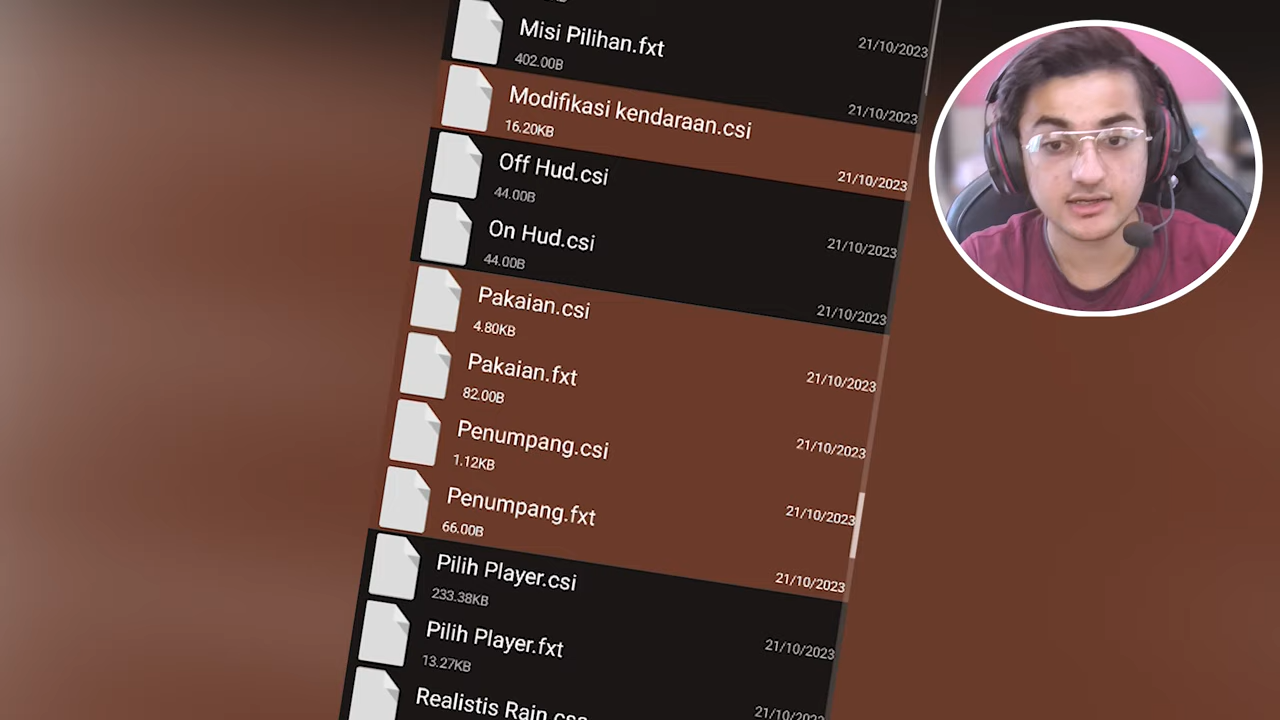 Misi Pilihan.fxt
402.00B
21/10/2023
Modifikasi kendaraan.csi
16.20KB
21/10/2023
Off Hud.csi
44.00B
21/10/2023
On Hud.csi
44.00B
21/10/2023
Pakaian.csi
4.80KB
21/10/2023
Pakaian.fxt
82.00B
21/10/2023
Penumpang.csi
1.12KB
21/10/2023
Penumpang.fxt
66.00B
21/10/2023
Pilih Player.csi
233.38KB
21/10/2023
Pilih Player.fxt
13.27KB
21/10/2023
Realistis Rain.csa
21/10/2023